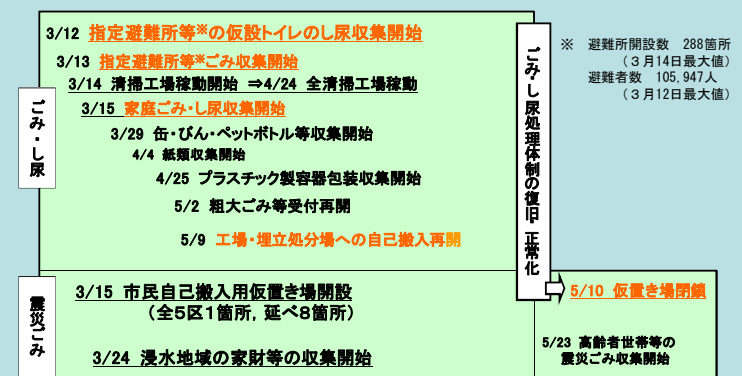 3/12 指定避難所等※の仮設トイレのし尿収集開始
3/13 指定避難所等※ごみ収集開始
3/14 清掃工場稼動開始 ⇒4/24 全清掃工場稼動
3/15 家庭ごみ・し尿収集開始
3/29 缶・びん・ペットボトル等収集開始
4/4 紙類収集開始
4/25 プラスチック製容器包装収集開始
5/2 粗大ごみ等受付再開
5/9 工場・埋立処分場への自己搬入再開
ごみ・し尿
ごみ・し尿処理体制の復旧・正常化
※ 避難所開設数 288箇所
（３月14日最大値）
避難者数 105,947人
（３月12日最大値）
震災ごみ
3/15 市民自己搬入用仮置き場開設
（全５区１箇所，延べ８箇所）
3/24 浸水地域の家財等の収集開始
5/10 仮置き場閉鎖
5/23 高齢者世帯等の
震災ごみ収集開始